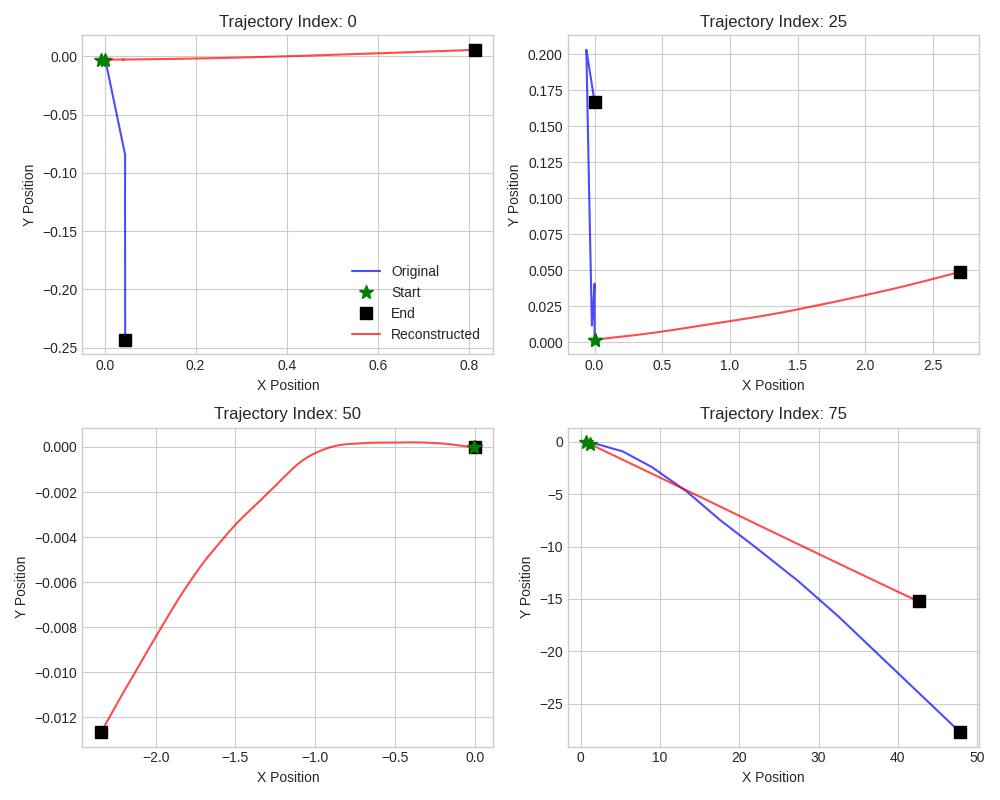 Trajectory Index: 0
0.00
−0.05
−0.10
−0.15
−0.20
−0.25
Y Position
0.0 0.2 0.4 0.6 0.8
X Position
Original
Start
End
Reconstructed
Trajectory Index: 25
0.200
0.175
0.150
0.125
0.100
0.075
0.050
0.025
0.000
Y Position
0.0 0.5 1.0 1.5 2.0 2.5
X Position
Trajectory Index: 50
0.000
−0.002
−0.004
−0.006
−0.008
−0.010
−0.012
Y Position
−2.0 −1.5 −1.0 −0.5 0.0
X Position
Trajectory Index: 75
0
−5
−10
−15
−20
−25
Y Position
0 10 20 30 40 50
X Position